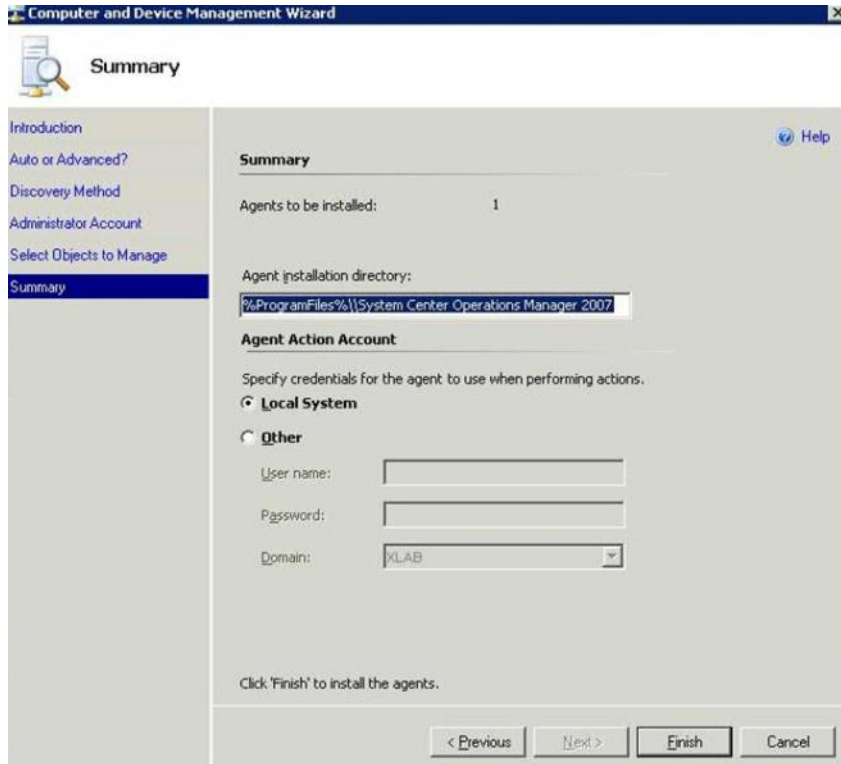 Computer and Device Management Wizard
Summary
Introduction
Auto or Advanced?
Discovery Method
Administrator Account
Select Objects to Manage
Summary
Help
Summary
Agents to be installed: 1
Agent installation directory:
%ProgramFiles%\\System Center Operations Manager 2007
Agent Action Account
Specify credentials for the agent to use when performing actions.
Local System
Other
User name:
Password:
Domain: XLAB
Click 'Finish' to install the agents.
< Previous Next > Finish Cancel